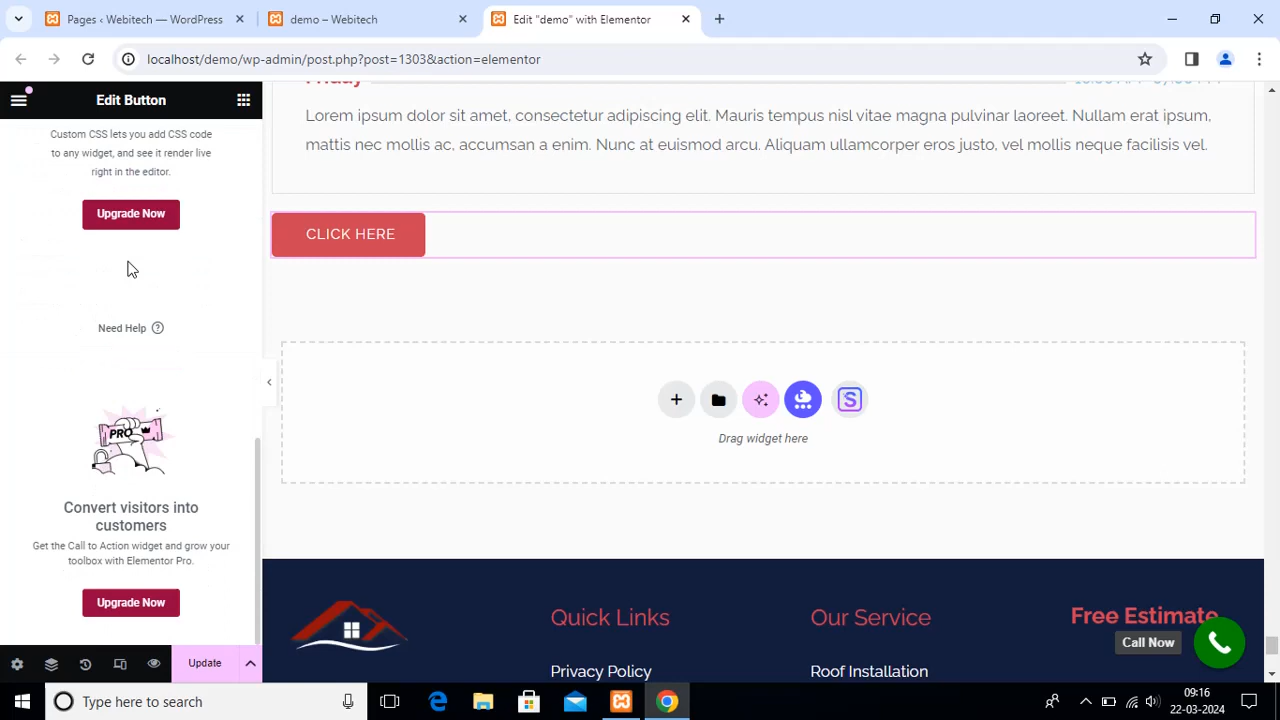 Pages ‹ Webitech — WordPress
demo – Webitech
Edit "demo" with Elementor
localhost/demo/wp-admin/post.php?post=1303&action=elementor
Edit Button
Custom CSS lets you add CSS code
to any widget, and see it render live
right in the editor.
Upgrade Now
Need Help ?
PRO
Convert visitors into
customers
Get the Call to Action widget and grow your
toolbox with Elementor Pro.
Upgrade Now
Update
Friday
Lorem ipsum dolor sit amet, consectetur adipiscing elit. Mauris tempus nisl vitae magna pulvinar laoreet. Nullam erat ipsum,
mattis nec mollis ac, accumsan a enim. Nunc at euismod arcu. Aliquam ullamcorper eros justo, vel mollis neque facilisis vel.
CLICK HERE
Drag widget here
Quick Links
Our Service
Free Estimate
Call Now
Privacy Policy
Roof Installation
Type here to search
09:16
22-03-2024